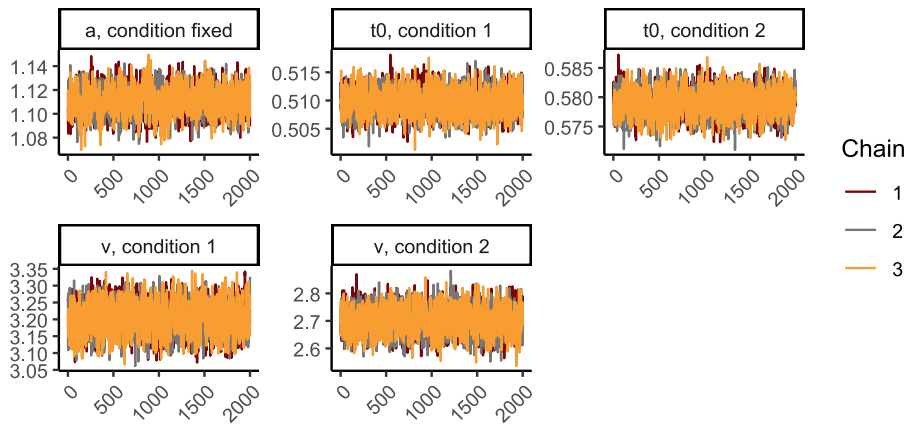 a, condition fixed
t0, condition 1
t0, condition 2
1.14
1.12
1.10
1.08
0.515
0.510
0.505
0.585
0.580
0.575
0 500 1000 1500 2000
0 500 1000 1500 2000
0 500 1000 1500 2000
v, condition 1
v, condition 2
3.35
3.30
3.25
3.20
3.15
3.10
3.05
2.8
2.7
2.6
0 500 1000 1500 2000
0 500 1000 1500 2000
Chain
1
2
3